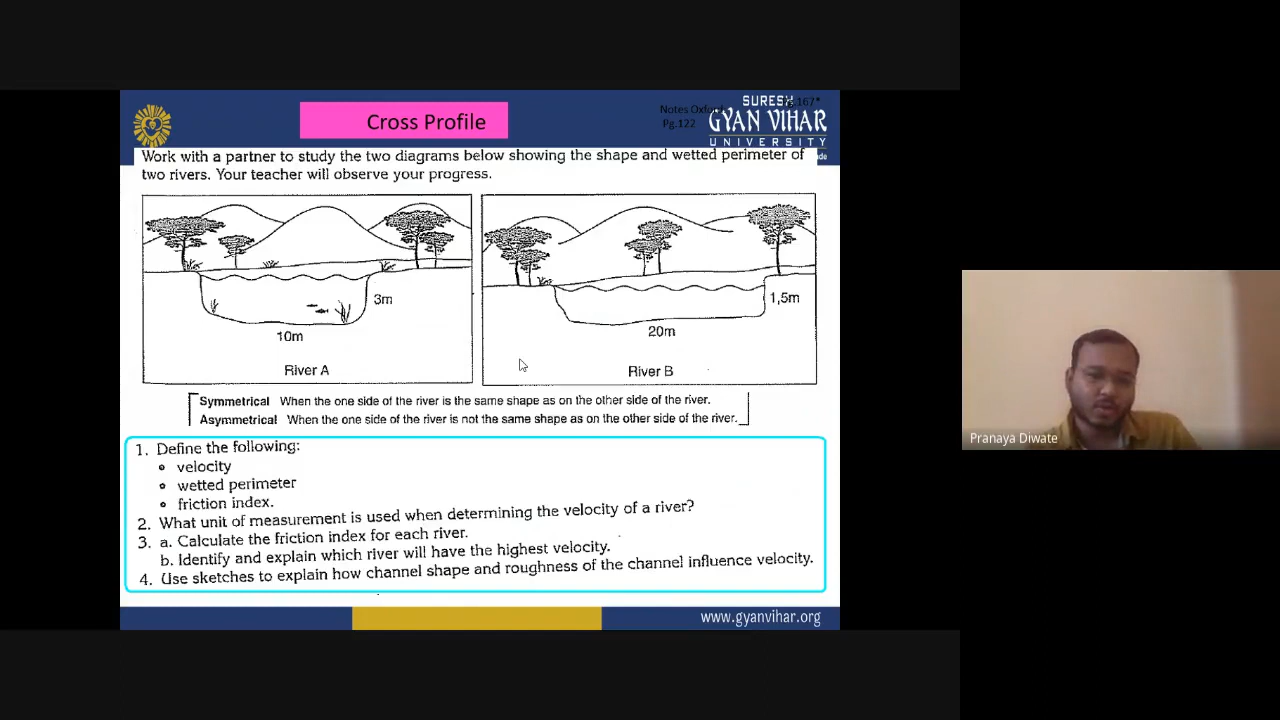 Cross Profile
Notes Oxford
Pg.122
167*
SURESH
GYAN VIHAR
UNIVERSITY
Work with a partner to study the two diagrams below showing the shape and wetted perimeter of
two rivers. Your teacher will observe your progress.
3m
10m
River A
1,5m
20m
River B
Symmetrical When the one side of the river is the same shape as on the other side of the river.
Asymmetrical When the one side of the river is not the same shape as on the other side of the river.
1. Define the following:
• velocity
• wetted perimeter
• friction index.
2. What unit of measurement is used when determining the velocity of a river?
3. a. Calculate the friction index for each river.
b. Identify and explain which river will have the highest velocity.
4. Use sketches to explain how channel shape and roughness of the channel influence velocity.
www.gyanvihar.org
Pranaya Diwate